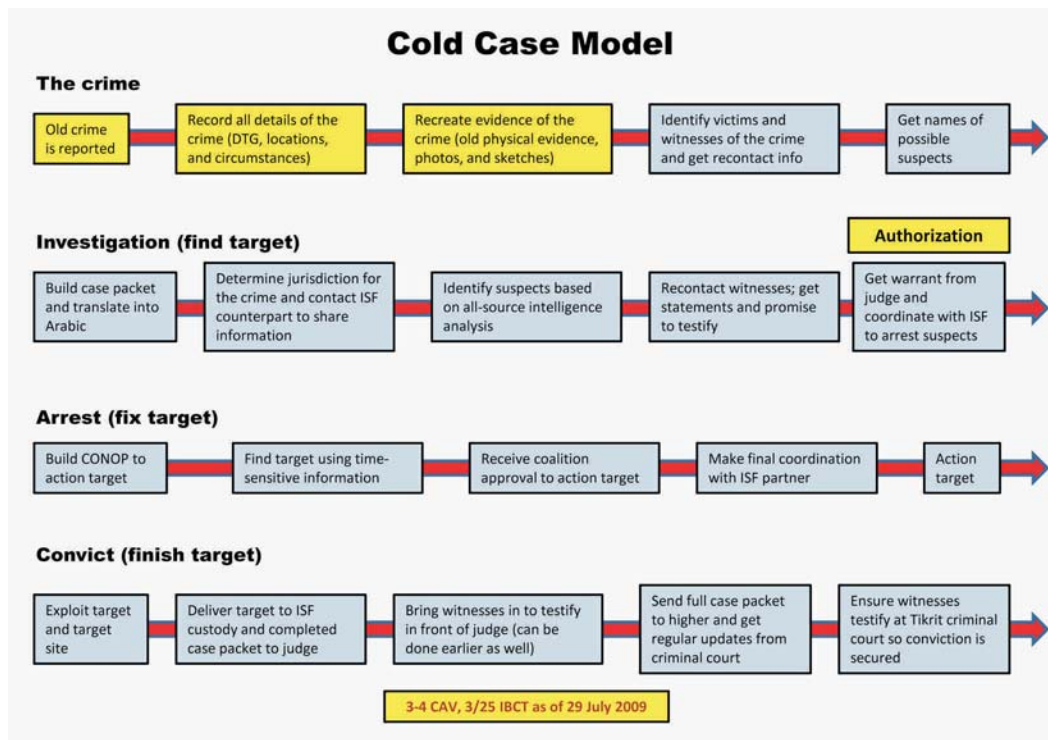 Cold Case Model
The crime
Old crime
is reported
Record all details of the
crime (DTG, locations,
and circumstances)
Recreate evidence of the
crime (old physical evidence,
photos, and sketches)
Identify victims and
witnesses of the crime
and get recontact info
Get names of
possible
suspects
Investigation (find target)
Authorization
Build case packet
and translate into
Arabic
Determine jurisdiction for
the crime and contact ISF
counterpart to share
information
Identify suspects based
on all-source intelligence
analysis
Recontact witnesses; get
statements and promise
to testify
Get warrant from
judge and
coordinate with ISF
to arrest suspects
Arrest (fix target)
Build CONOP to
action target
Find target using time-
sensitive information
Receive coalition
approval to action target
Make final coordination
with ISF partner
Action
target
Convict (finish target)
Exploit target
and target
site
Deliver target to ISF
custody and completed
case packet to judge
Bring witnesses in to testify
in front of judge (can be
done earlier as well)
Send full case packet
to higher and get
regular updates from
criminal court
Ensure witnesses
testify at Tikrit criminal
court so conviction is
secured
3-4 CAV, 3/25 IBCT as of 29 July 2009